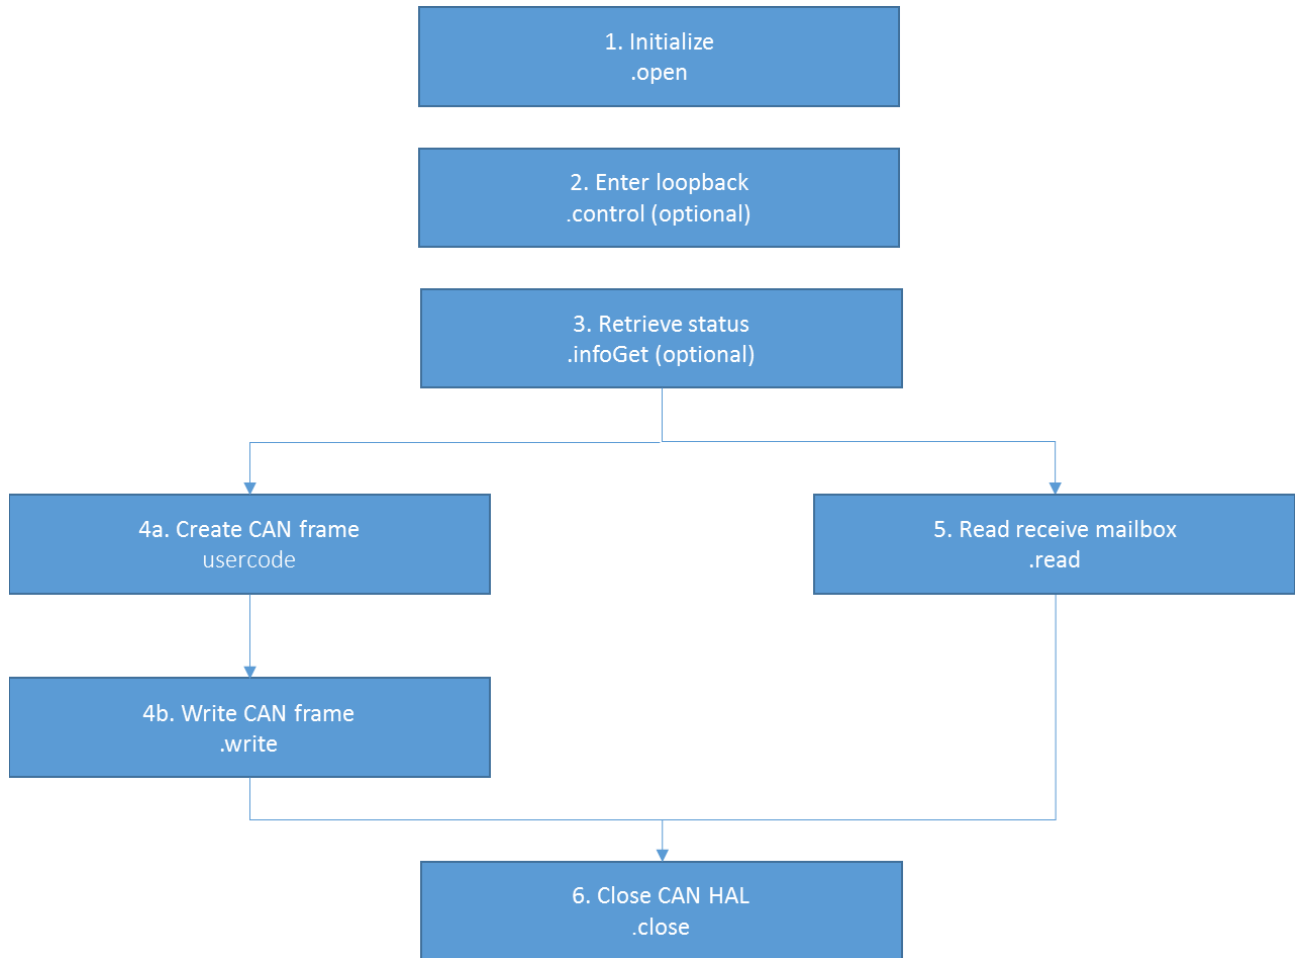 1. Initialize
.open
2. Enter loopback
.control (optional)
3. Retrieve status
.infoGet (optional)
4a. Create CAN frame
usercode
5. Read receive mailbox
.read
4b. Write CAN frame
.write
6. Close CAN HAL
.close